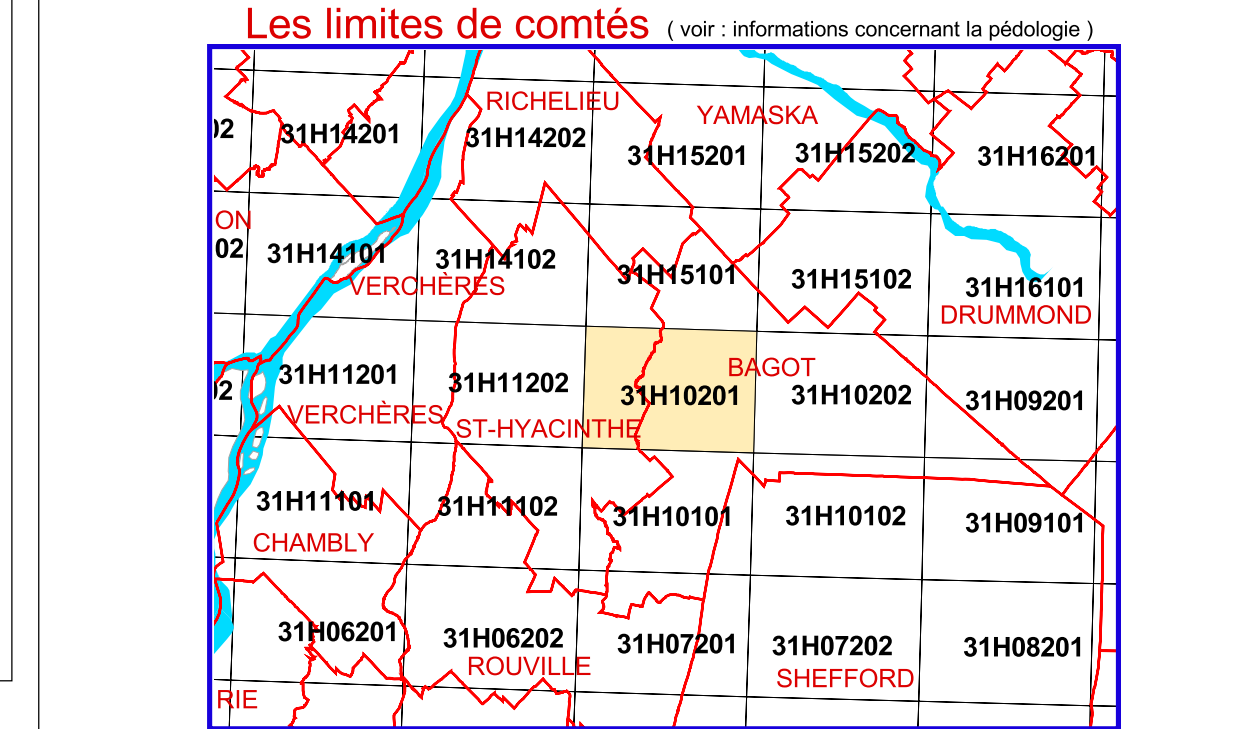 Les limites de comtés ( voir : informations concernant la pédologie )
RICHELIEU
YAMASKA
02 31H14201 31H14202 31H15201 31H15202 31H16201
ON
02 31H14101 31H14102 31H15101 31H15102 31H16101
VERCHÈRES
DRUMMOND
BAGOT
02 31H11201 31H11202 31H10201 31H10202 31H09201
VERCHÈRES ST-HYACINTHE
31H11101 31H11102 31H10101 31H10102 31H09101
CHAMBLY
31H06201 31H06202 31H07201 31H07202 31H08201
ROUVILLE
SHEFFORD
RIE